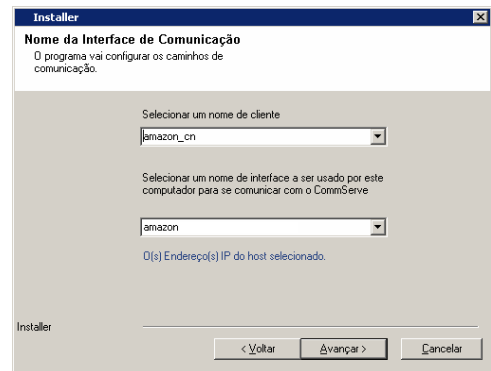 Installer
Nome da Interface de Comunicação
O programa vai configurar os caminhos de
comunicação.
Selecionar um nome de cliente
amazon_cn
Selecionar um nome de interface a ser usado por este
computador para se comunicar com o CommServe
amazon
O(s) Endereço(s) IP do host selecionado.
Installer
< Voltar Avançar > Cancelar